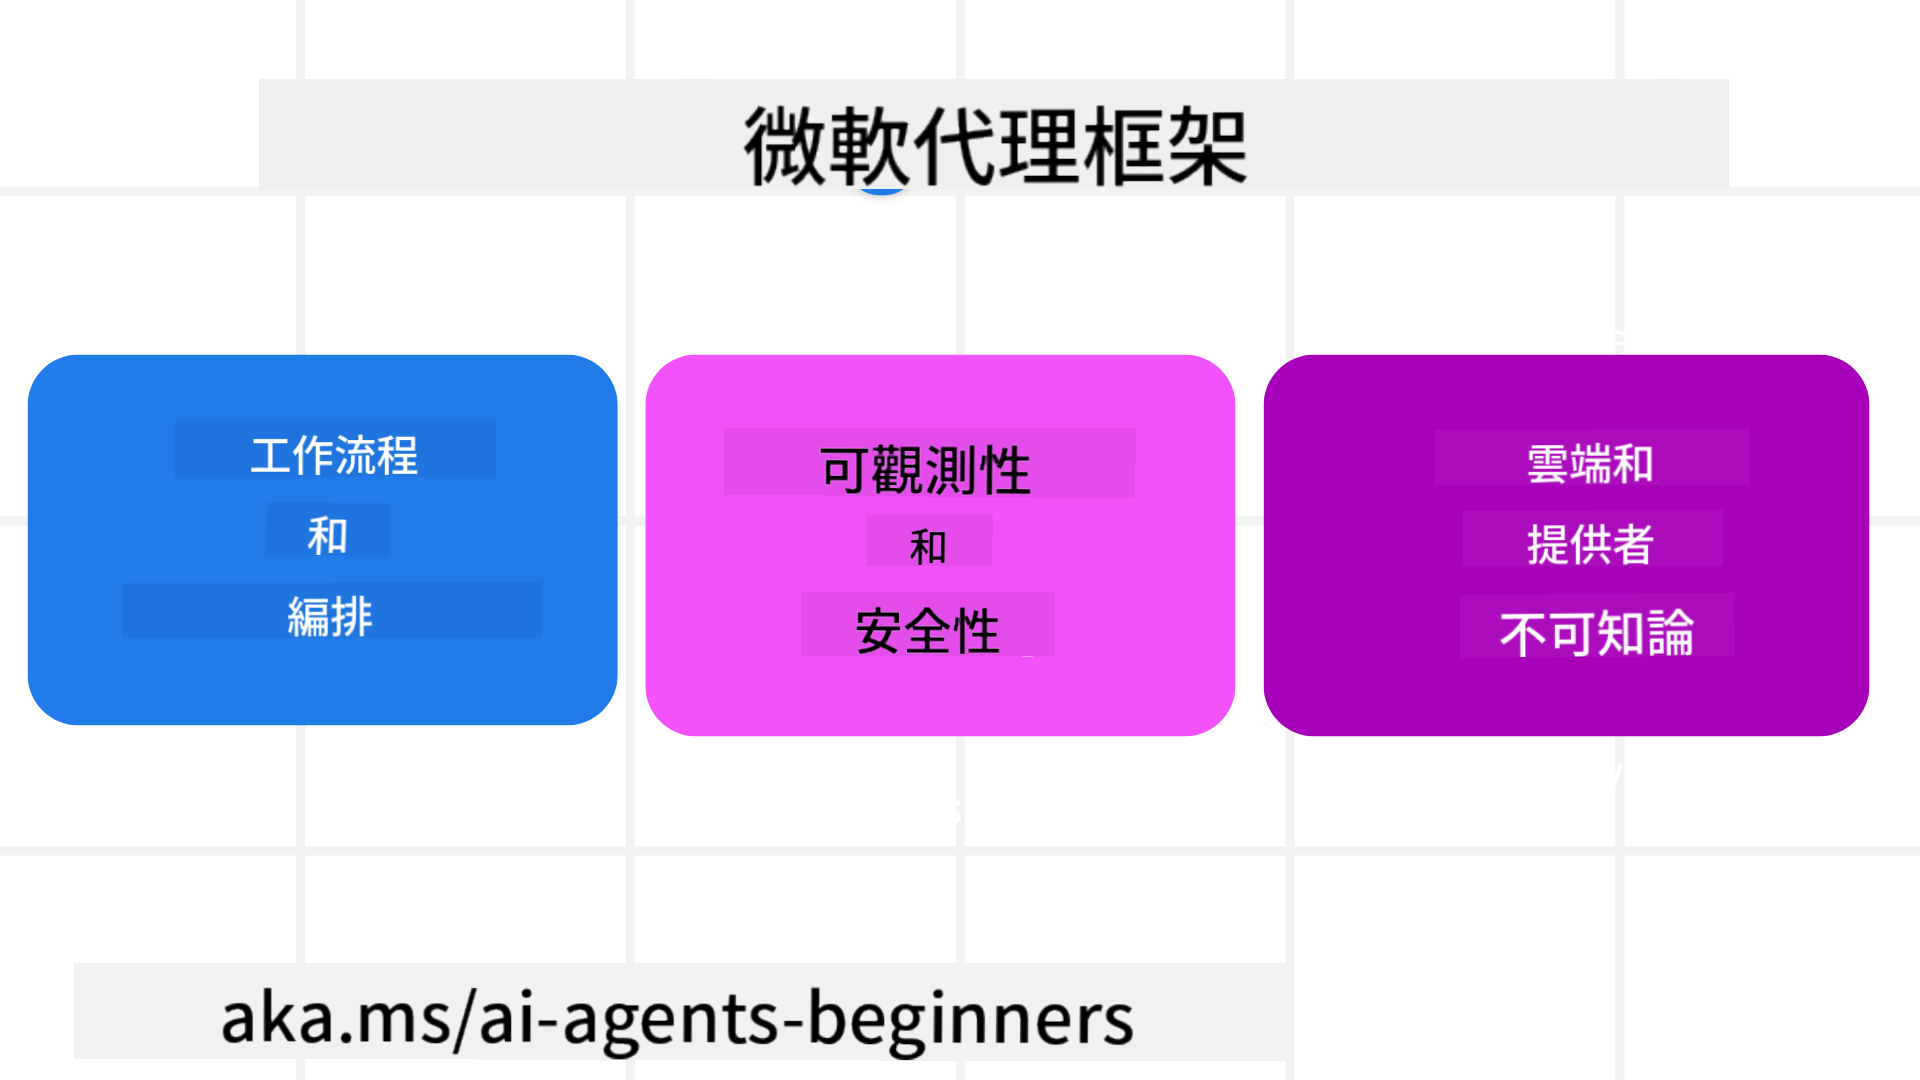 微軟代理框架
工作流程
和
編排
可觀測性
和
安全性
雲端和
提供者
不可知論
aka.ms/ai-agents-beginners